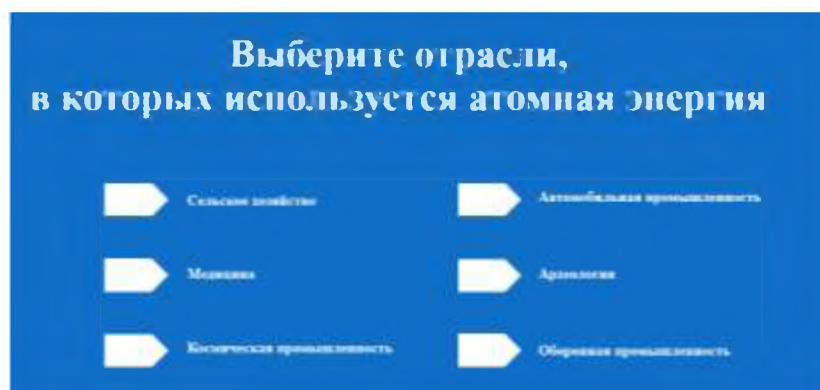 Выберите отрасли,
в которых используется атомная энергия
Сельское хозяйство
Автомобильная промышленность
Медицина
Археология
Космическая промышленность
Оборонная промышленность